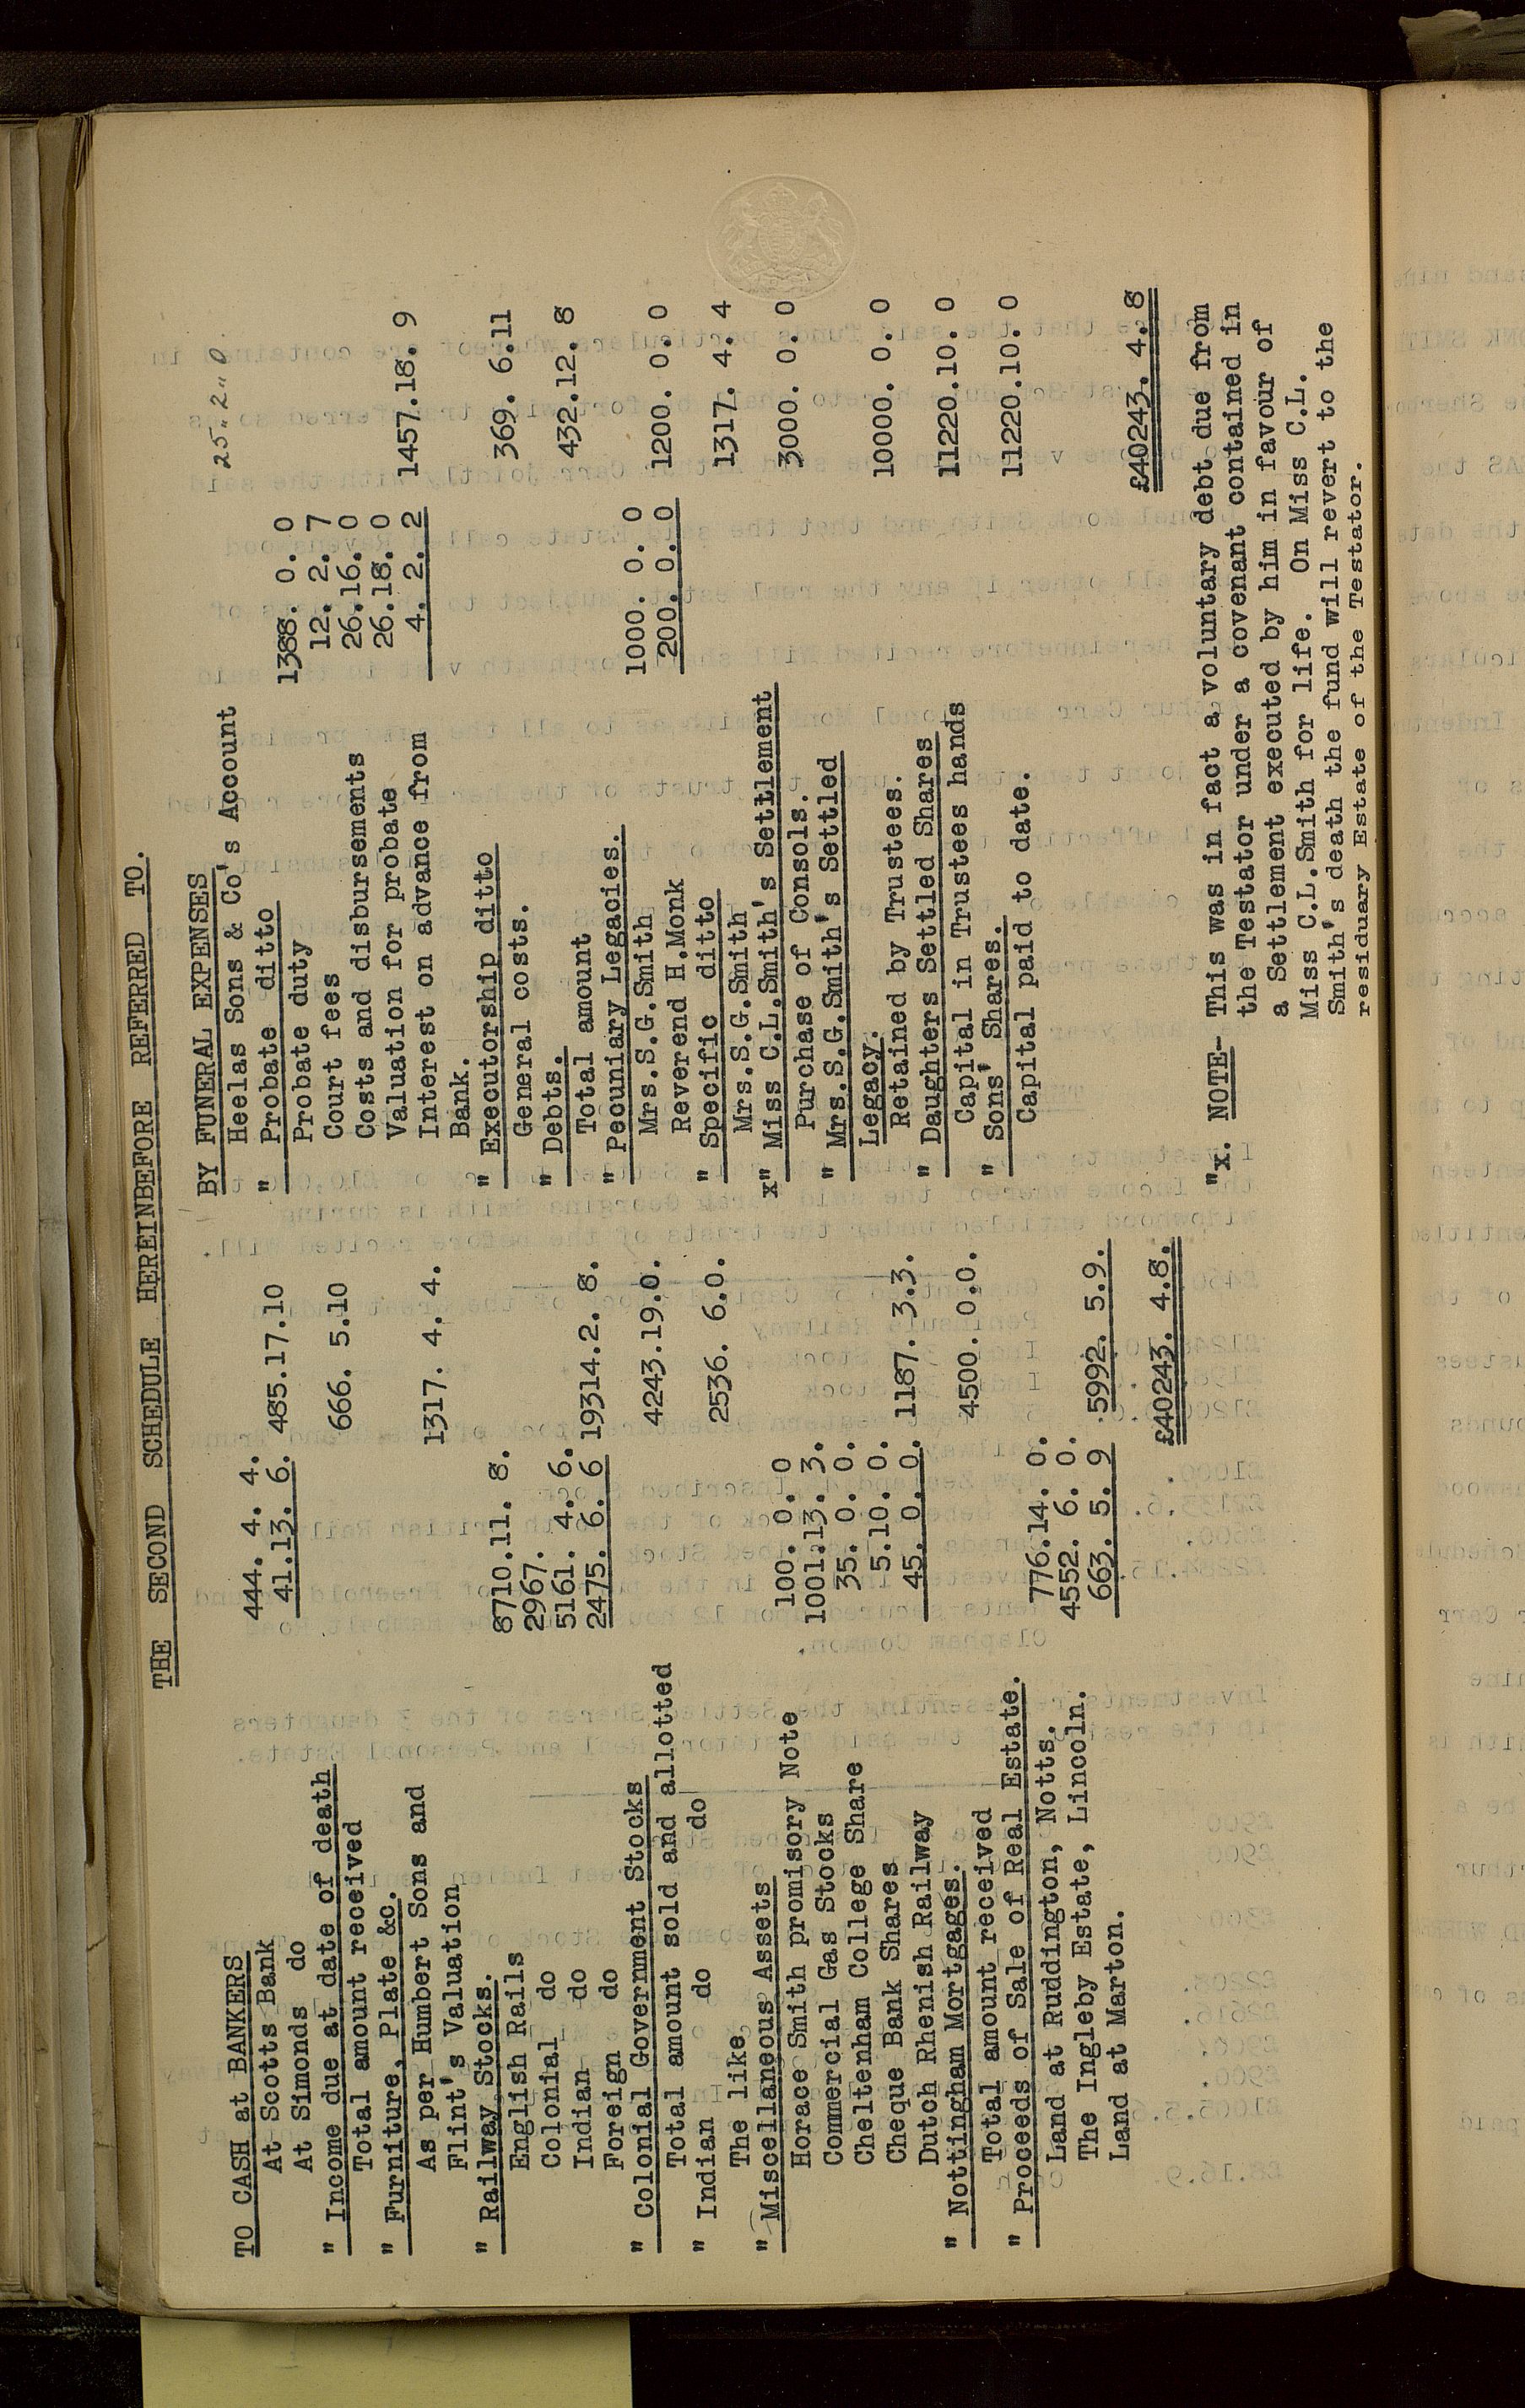 THE SECOND SCHEDULE HEREINBEFORE REFERRED TO.
TO CASH at BANKERS
At Scotts Bank 444. 4. 4.
At Simonds do 41.13. 6. 485.17.10
" Income due at date of death
Total amount received 666. 5.10
" Furniture, Plate &c.
As per Humbert Sons and
Flint's Valuation 1317. 4. 4.
" Railway Stocks.
English Rails 8710.11. 8.
Colonial do 2967.
Indian do 5161. 4. 6.
Foreign do 2475. 6. 6 19314.2. 8.
" Colonial Government Stocks
Total amount sold and allotted 4243.19.0.
" Indian do do
The like 2536. 6.0.
" Miscellaneous Assets
Horace Smith promisory Note 100. 0. 0
Commercial Gas Stocks 1001.13. 3.
Cheltenham College Share 35. 0. 0.
Cheque Bank Shares 5.10. 0.
Dutch Rhenish Railway 45. 0. 0. 1187. 3.3.
" Nottingham Mortgages.
Total amount received 4500. 0.0.
" Proceeds of Sale of Real Estate.
Land at Ruddington, Notts. 776.14. 0.
The Ingleby Estate, Lincoln. 4552. 6. 0.
Land at Marton. 663. 5. 9 5992. 5.9.
£40243. 4.8.
BY FUNERAL EXPENSES
Heelas Sons & Co's Account 25. 2. 0.
" Probate ditto
Probate duty 1388. 0. 0
Court fees 12. 2. 7
Costs and disbursements 26.16. 0
Valuation for probate 26.18. 0
Interest on advance from
Bank. 4. 2. 2 1457.18. 9
" Executorship ditto
General costs. 369. 6.11
" Debts.
Total amount 432.12. 8
" Pecuniary Legacies.
Mrs.S.G.Smith 1000. 0. 0
Reverend H.Monk 200. 0. 0 1200. 0. 0
" Specific ditto
Mrs.S.G.Smith 1317. 4. 4
x" Miss C.L.Smith's Settlement
Purchase of Consols. 3000. 0. 0
" Mrs.S.G.Smith's Settled
Legacy.
Retained by Trustees. 10000. 0. 0
" Daughters Settled Shares
Capital in Trustees hands 11220.10. 0
" Sons' Shares.
Capital paid to date. 11220.10. 0
£40243. 4. 8
"x. NOTE- This was in fact a voluntary debt due from
the Testator under a covenant contained in
a Settlement executed by him in favour of
Miss C.L.Smith for life. On Miss C.L.
Smith's death the fund will revert to the
residuary Estate of the Testator.